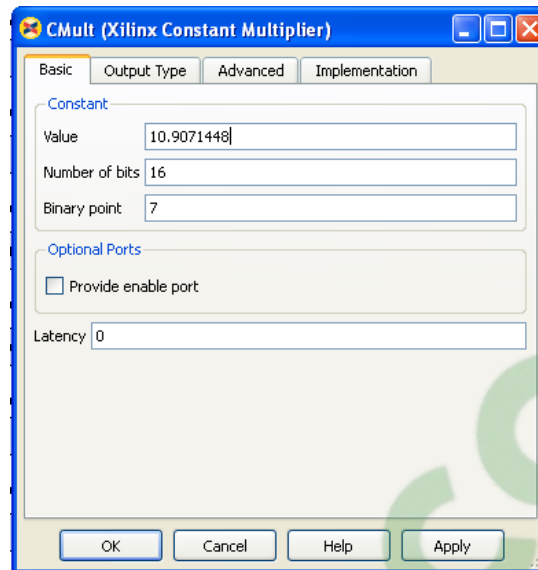 CMult (Xilinx Constant Multiplier)
Basic Output Type Advanced Implementation
Constant
Value 10.9071448
Number of bits 16
Binary point 7
Optional Ports
Provide enable port
Latency 0
OK Cancel Help Apply